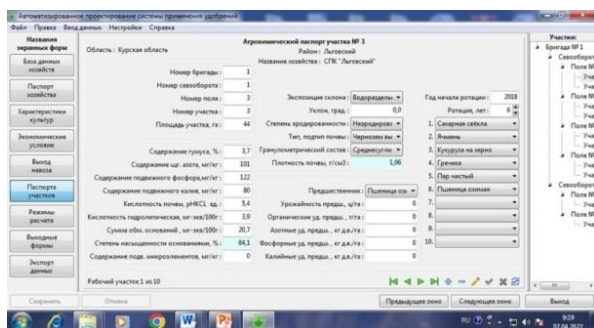 Автоматизированное проектирование системы применения удобрений
Файл Правка Ввод данных Настройки Справка
Названия экранных форм
База данных хозяйств
Паспорт хозяйства
Характеристики культур
Экономические условия
Выход навоза
Паспорта участков
Режимы расчета
Выходные формы
Экспорт данных
Агрохимический паспорт участка № 3
Область: Курская область
Район: Льговский
Название хозяйства: СПК "Льговский"
Номер бригады: 1
Номер севооборота: 1
Номер поля: 3
Номер участка: 3
Площадь участка, га: 44
Содержание гумуса, %: 3,7
Содержание щг. азота, мг/кг: 101
Содержание подвижного фосфора, мг/кг: 122
Содержание подвижного калия, мг/кг: 80
Кислотность почвы, рНKCL ед.: 5,4
Кислотность гидролитическая, мг-экв/100г: 3,9
Сумма обм. оснований, мг-экв/100г: 20,7
Степень насыщенности основаниями, %: 84,1
Содержание подв. микроэлементов, мг/кг: 0
Экспозиция склона: Водоразделы
Уклон, град.: 0,0
Степень эродированности: Неэродиров
Тип, подтип почвы: Чернозем вы
Гранулометрический состав: Среднесугли
Плотность почвы, г/см3: 1,06
Предшественник: Пшеница ози
Урожайность предш., ц/га: 0
Органические уд. предш., т/га: 0
Азотные уд. предш., кг д.в./га: 0
Фосфорные уд. предш., кг д.в./га: 0
Калийные уд. предш., кг д.в./га: 0
Год начала ротации: 2018
Ротация, лет: 6
1. Сахарная свёкла
2. Ячмень
3. Кукуруза на зерно
4. Гречиха
5. Пар чистый
6. Пшеница озимая
7.
8.
9.
10.
Рабочий участок 1 из 10
Сохранить
Отмена
Предыдущее окно
Следующее окно
Выход
Участки:
Бригада № 1
Севооборот
Поле №
Уча
Поле №
Уча
Поле №
Уча
Поле №
Уча
Севооборот
Поле №
Уча
Поле №
Уча
RU
9:19
07.04.2022